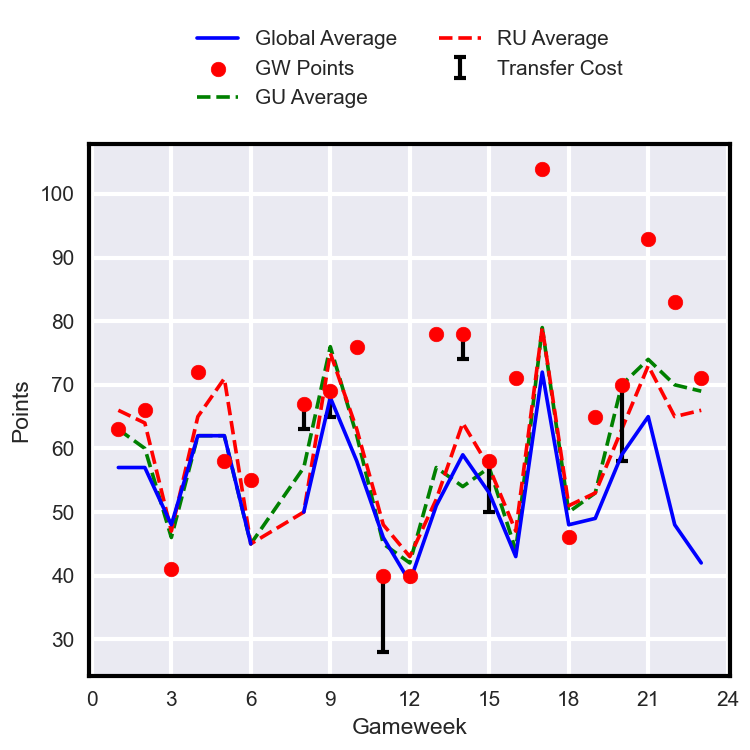 Global Average
GW Points
GU Average
RU Average
Transfer Cost
100
90
80
70
60
50
40
30
Points
0 3 6 9 12 15 18 21 24
Gameweek